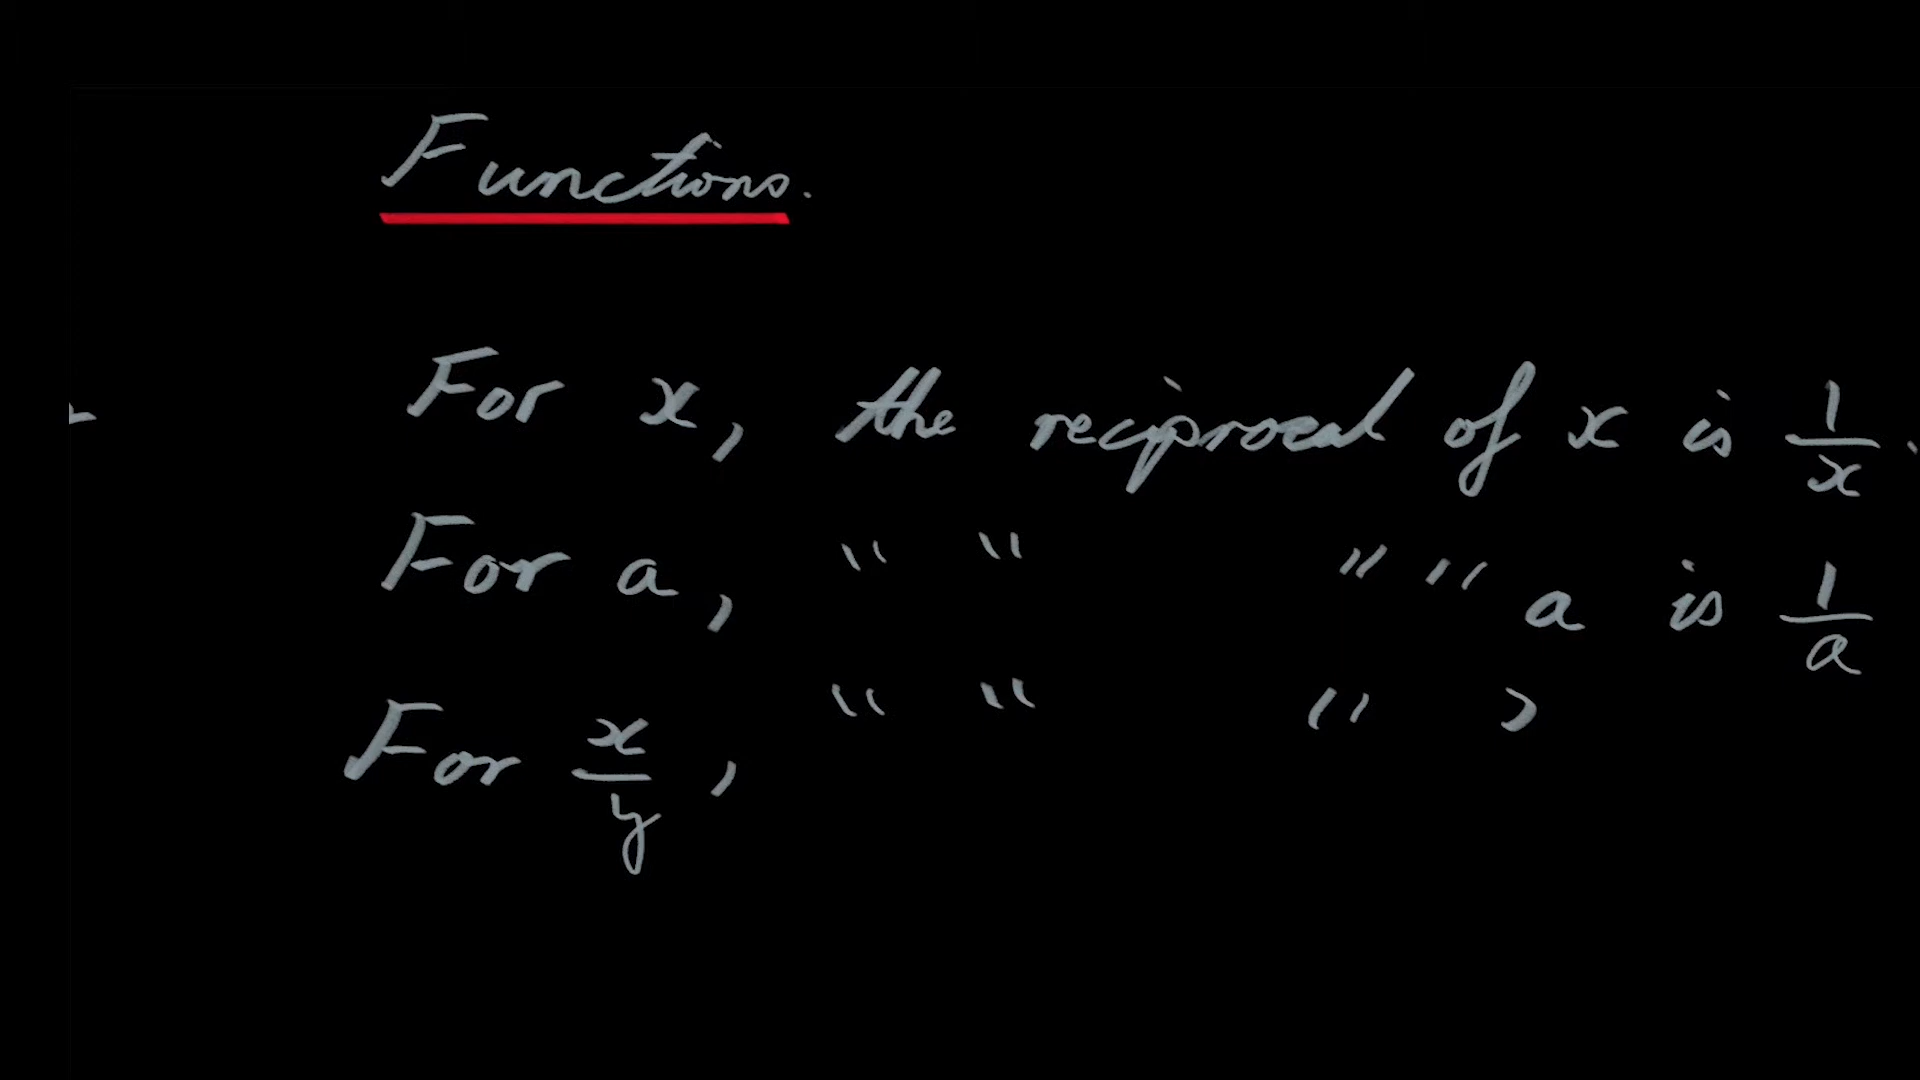 Functions.
For x, the reciprocal of x is 1/x.
For a, " " " " a is 1/a
For x/y, " " "